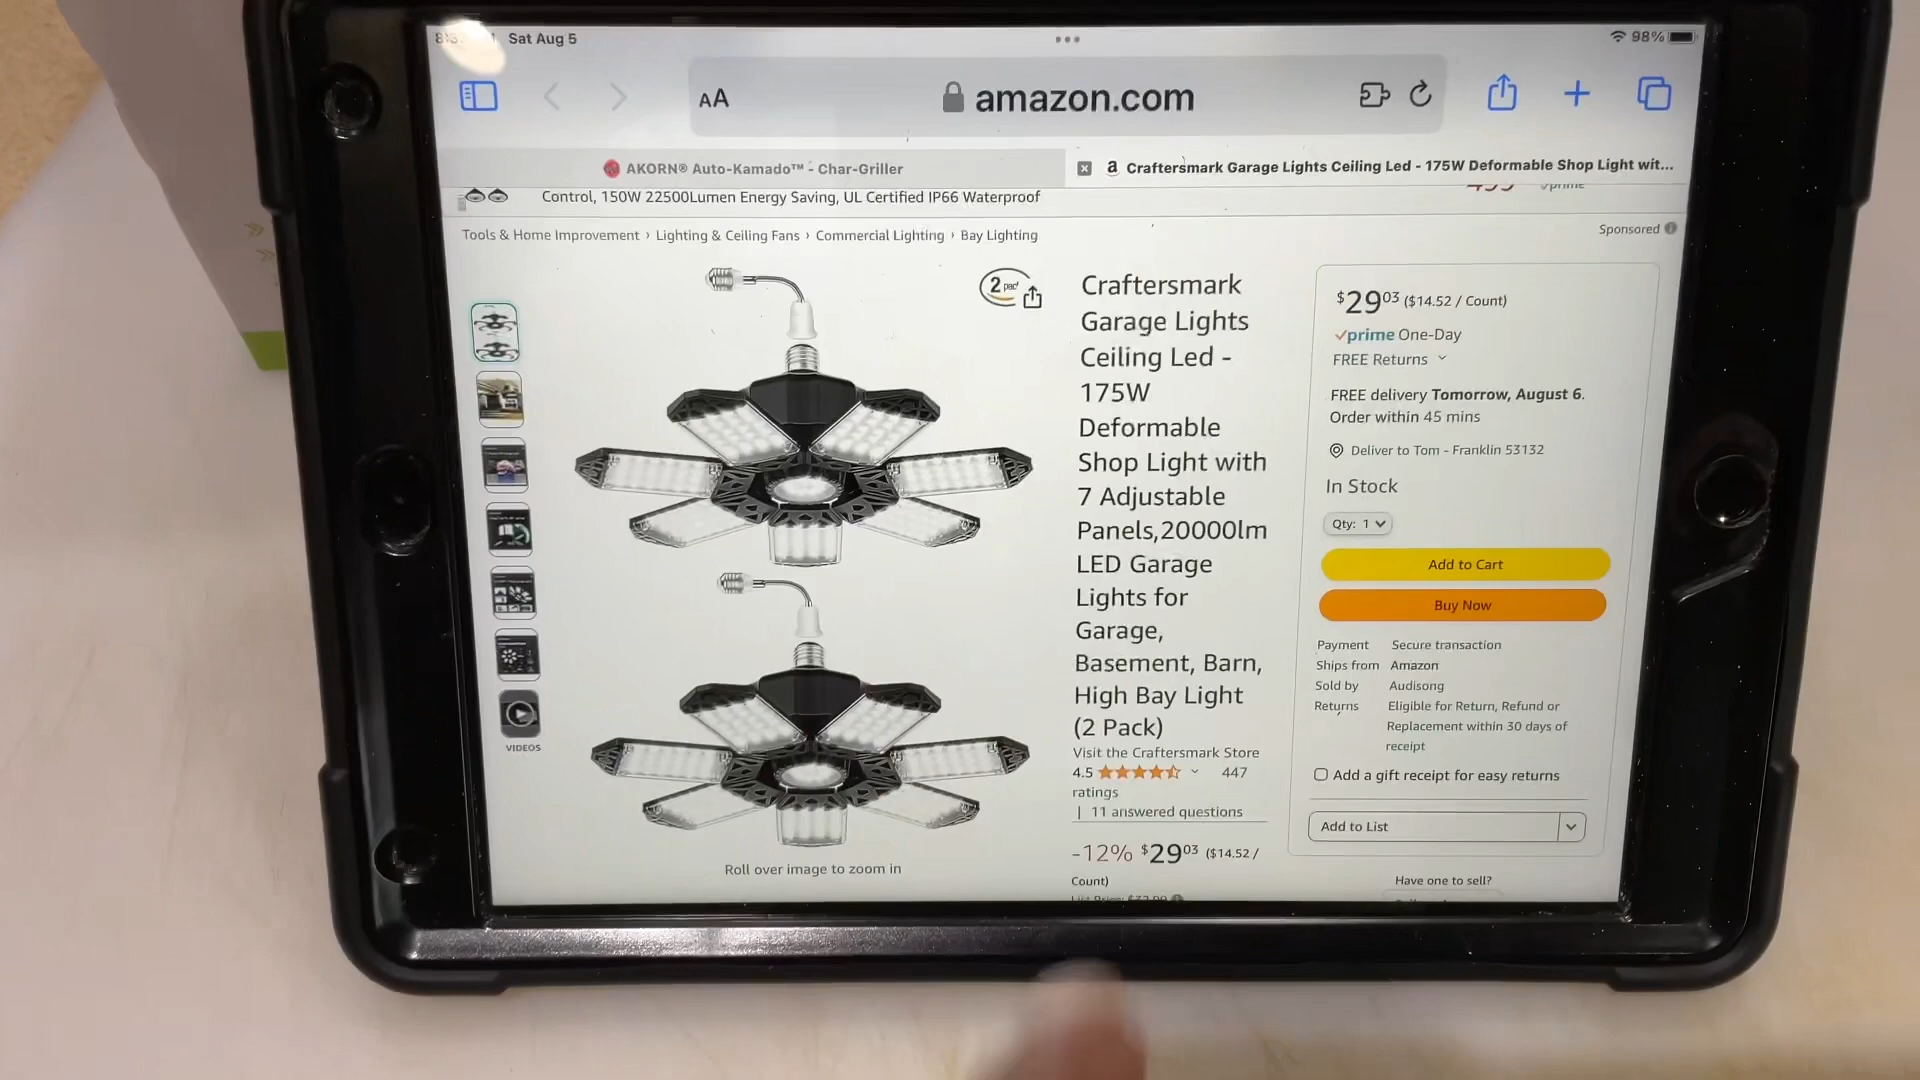 Sat Aug 5
98%
AA
amazon.com
AKORN® Auto-Kamado™ - Char-Griller
a Craftersmark Garage Lights Ceiling Led - 175W Deformable Shop Light wit...
Control, 150W 22500Lumen Energy Saving, UL Certified IP66 Waterproof
Sponsored
Tools & Home Improvement › Lighting & Ceiling Fans › Commercial Lighting › Bay Lighting
2 pack
Craftersmark
Garage Lights
Ceiling Led -
175W
Deformable
Shop Light with
7 Adjustable
Panels,20000lm
LED Garage
Lights for
Garage,
Basement, Barn,
High Bay Light
(2 Pack)
Visit the Craftersmark Store
4.5 447
ratings
| 11 answered questions
-12% $2903 ($14.52 /
Count)
VIDEOS
Roll over image to zoom in
$2903 ($14.52 / Count)
prime One-Day
FREE Returns
FREE delivery Tomorrow, August 6.
Order within 45 mins
Deliver to Tom - Franklin 53132
In Stock
Qty: 1
Add to Cart
Buy Now
Payment Secure transaction
Ships from Amazon
Sold by Audisong
Returns Eligible for Return, Refund or
Replacement within 30 days of
receipt
Add a gift receipt for easy returns
Add to List
Have one to sell?